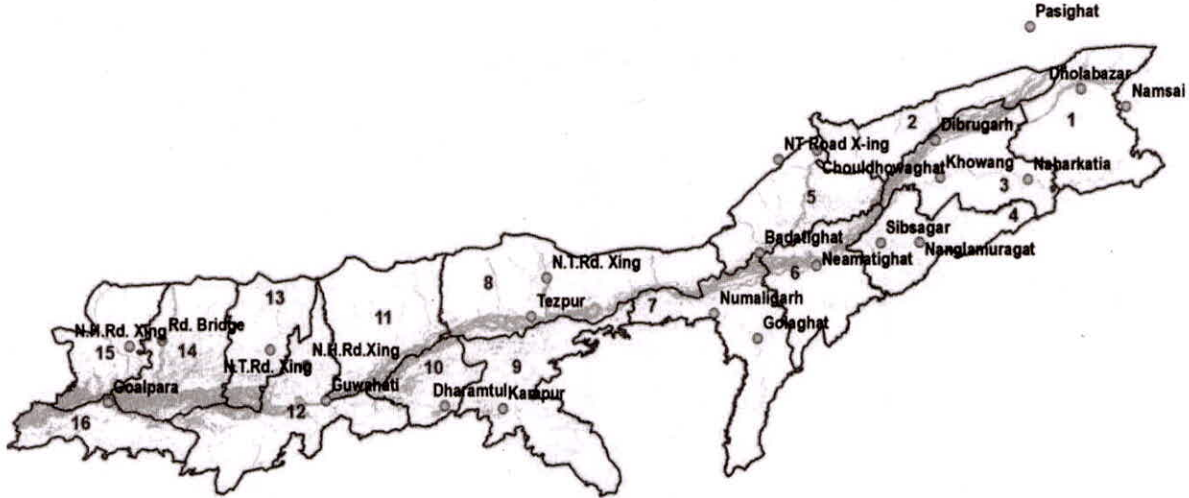 Pasighat
Dholabazar
Namsai
1
2
Dibrugarh
NT Road X-ing
Chouldhowaghat
Khowang
Naharkatia
3
5
4
Sibsagar
Badatighat
Nanglamuragat
Neamatighat
6
N.T.Rd. Xing
8
13
Tezpur
7
Numaligarh
11
Golaghat
N.H.Rd. Xing
Rd. Bridge
15
14
N.H.Rd.Xing
N.T.Rd. Xing
10
9
Goalpara
Guwahati
Dharamtul
Kampur
12
16